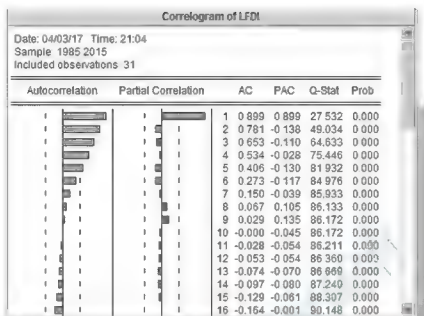 Correlogram of LFDI
Date: 04/03/17 Time: 21:04
Sample 1985 2015
Included observations 31
Autocorrelation Partial Correlation AC PAC Q-Stat Prob
1 0 899 0 899 27 532 0.000
2 0.781 -0 138 49.034 0.000
3 0.653 -0.110 64,633 0.000
4 0.534 -0 028 75.446 0 000
5 0.406 -0 130 81 932 0 000
6 0.273 -0 117 84 976 0 000
7 0.150 -0 039 85.933 0 000
8 0.067 0.105 86.133 0 000
9 0.029 0.135 86.172 0 000
10 -0.000 -0.045 86.172 0 000
11 -0.028 -0.054 86.211 0 000
12 -0 053 -0 054 86 360 0 000
13 -0 074 -0 070 86 669 0 000
14 -0 097 -0 080 87.240 0 000
15 -0 129 -0.061 88.307 0 000
16 -0.164 -0.001 90.148 0 000